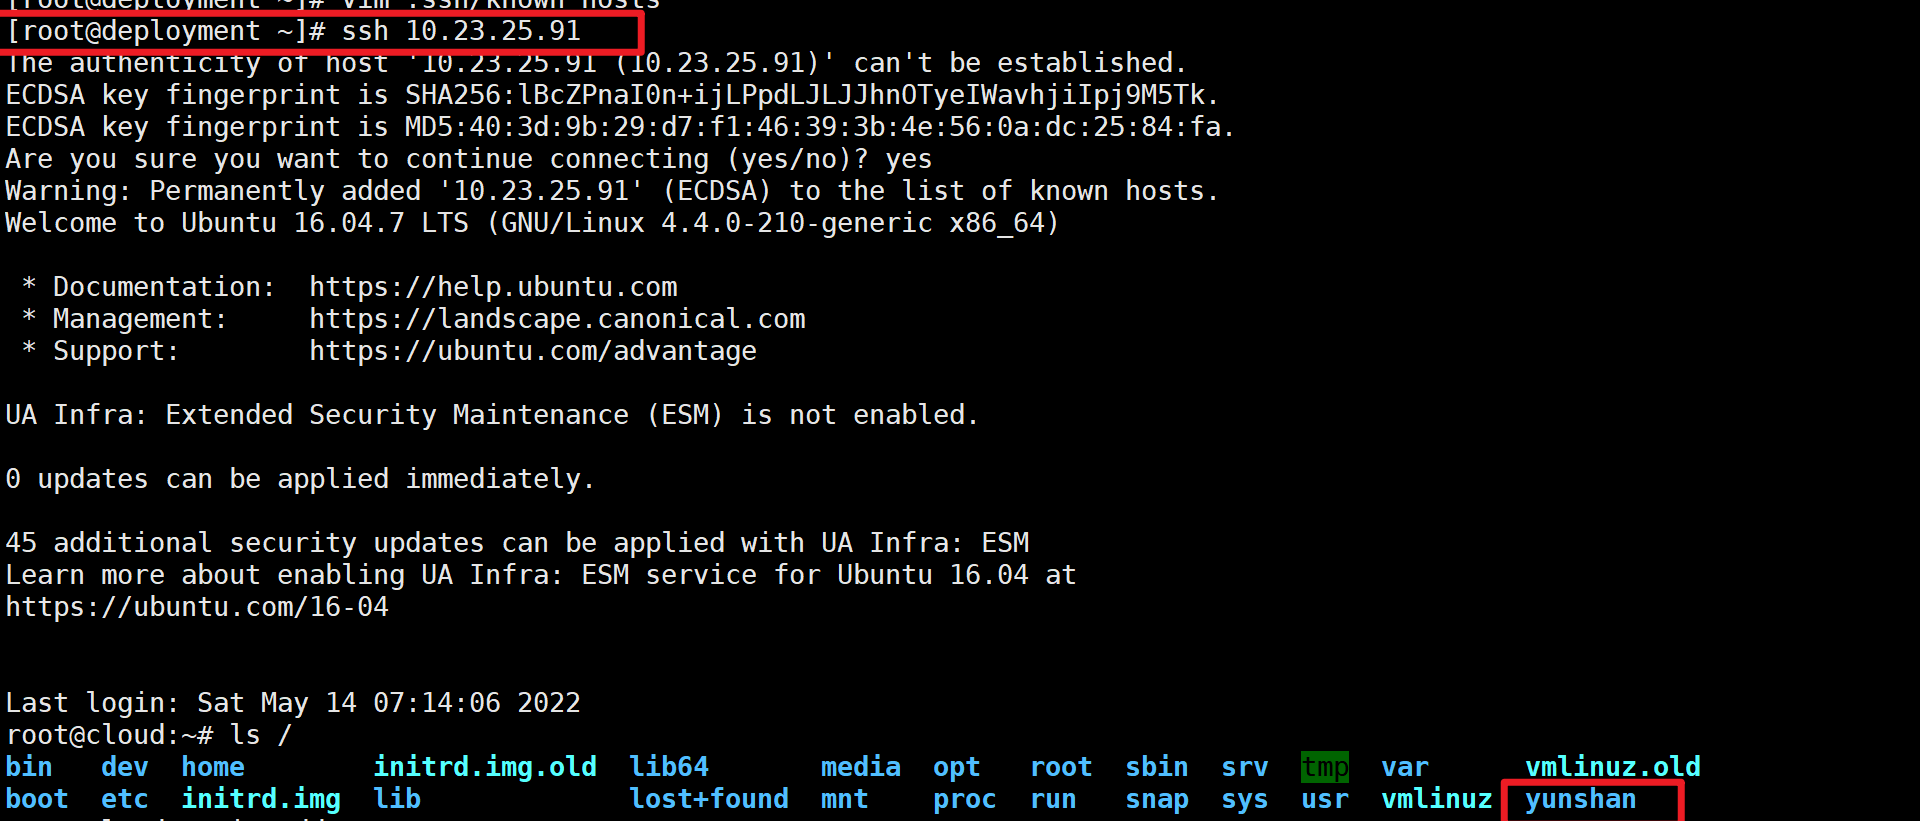 [root@deployment ~]# vim .ssh/known_hosts
[root@deployment ~]# ssh 10.23.25.91
The authenticity of host '10.23.25.91 (10.23.25.91)' can't be established.
ECDSA key fingerprint is SHA256:lBcZPnaI0n+ijLPpdLJLJJhnOTyeIWavhjiIpj9M5Tk.
ECDSA key fingerprint is MD5:40:3d:9b:29:d7:f1:46:39:3b:4e:56:0a:dc:25:84:fa.
Are you sure you want to continue connecting (yes/no)? yes
Warning: Permanently added '10.23.25.91' (ECDSA) to the list of known hosts.
Welcome to Ubuntu 16.04.7 LTS (GNU/Linux 4.4.0-210-generic x86_64)
* Documentation:  https://help.ubuntu.com
* Management:     https://landscape.canonical.com
* Support:        https://ubuntu.com/advantage
UA Infra: Extended Security Maintenance (ESM) is not enabled.
0 updates can be applied immediately.
45 additional security updates can be applied with UA Infra: ESM
Learn more about enabling UA Infra: ESM service for Ubuntu 16.04 at
https://ubuntu.com/16-04
Last login: Sat May 14 07:14:06 2022
root@cloud:~# ls /
bin   dev  home        initrd.img.old  lib64       media  opt   root  sbin  srv  tmp  var      vmlinuz.old
boot  etc  initrd.img  lib             lost+found  mnt    proc  run   snap  sys  usr  vmlinuz  yunshan